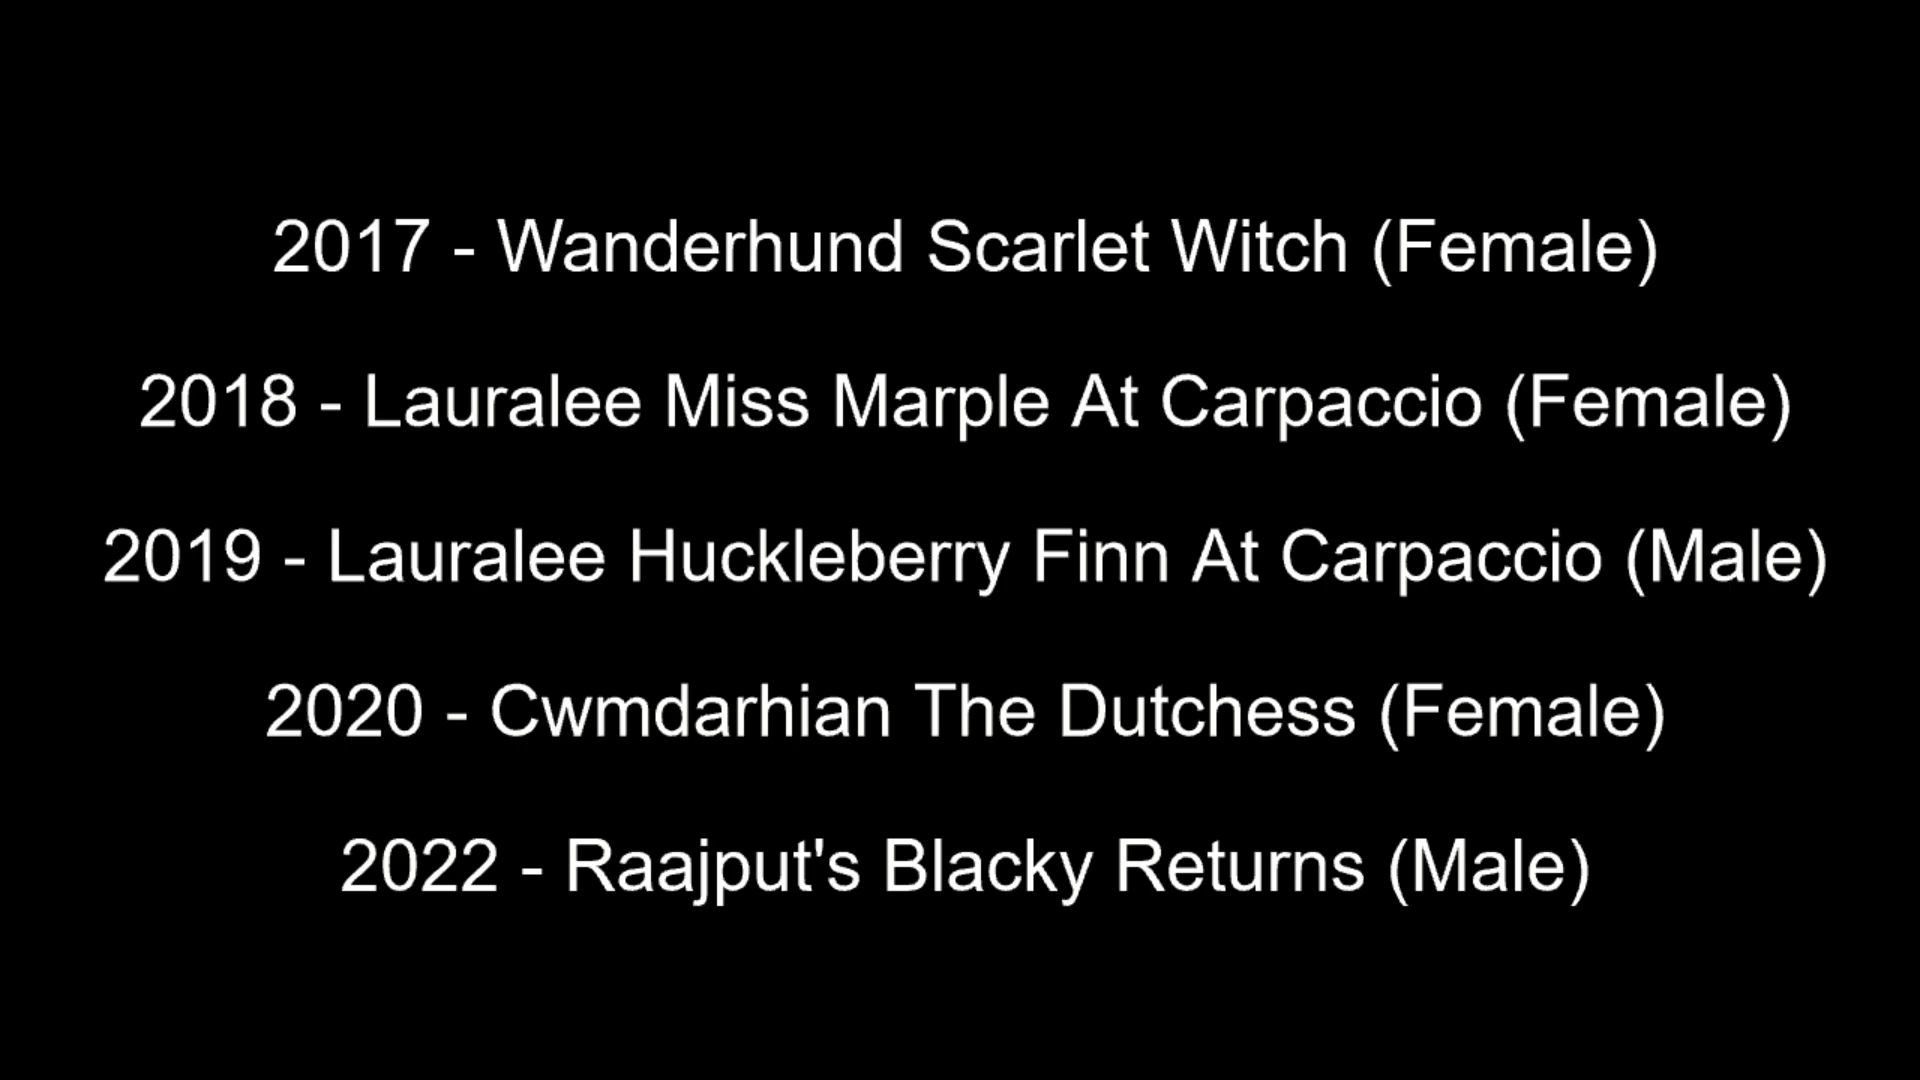 2017 - Wanderhund Scarlet Witch (Female)
2018 - Lauralee Miss Marple At Carpaccio (Female)
2019 - Lauralee Huckleberry Finn At Carpaccio (Male)
2020 - Cwmdarhian The Dutchess (Female)
2022 - Raajput's Blacky Returns (Male)